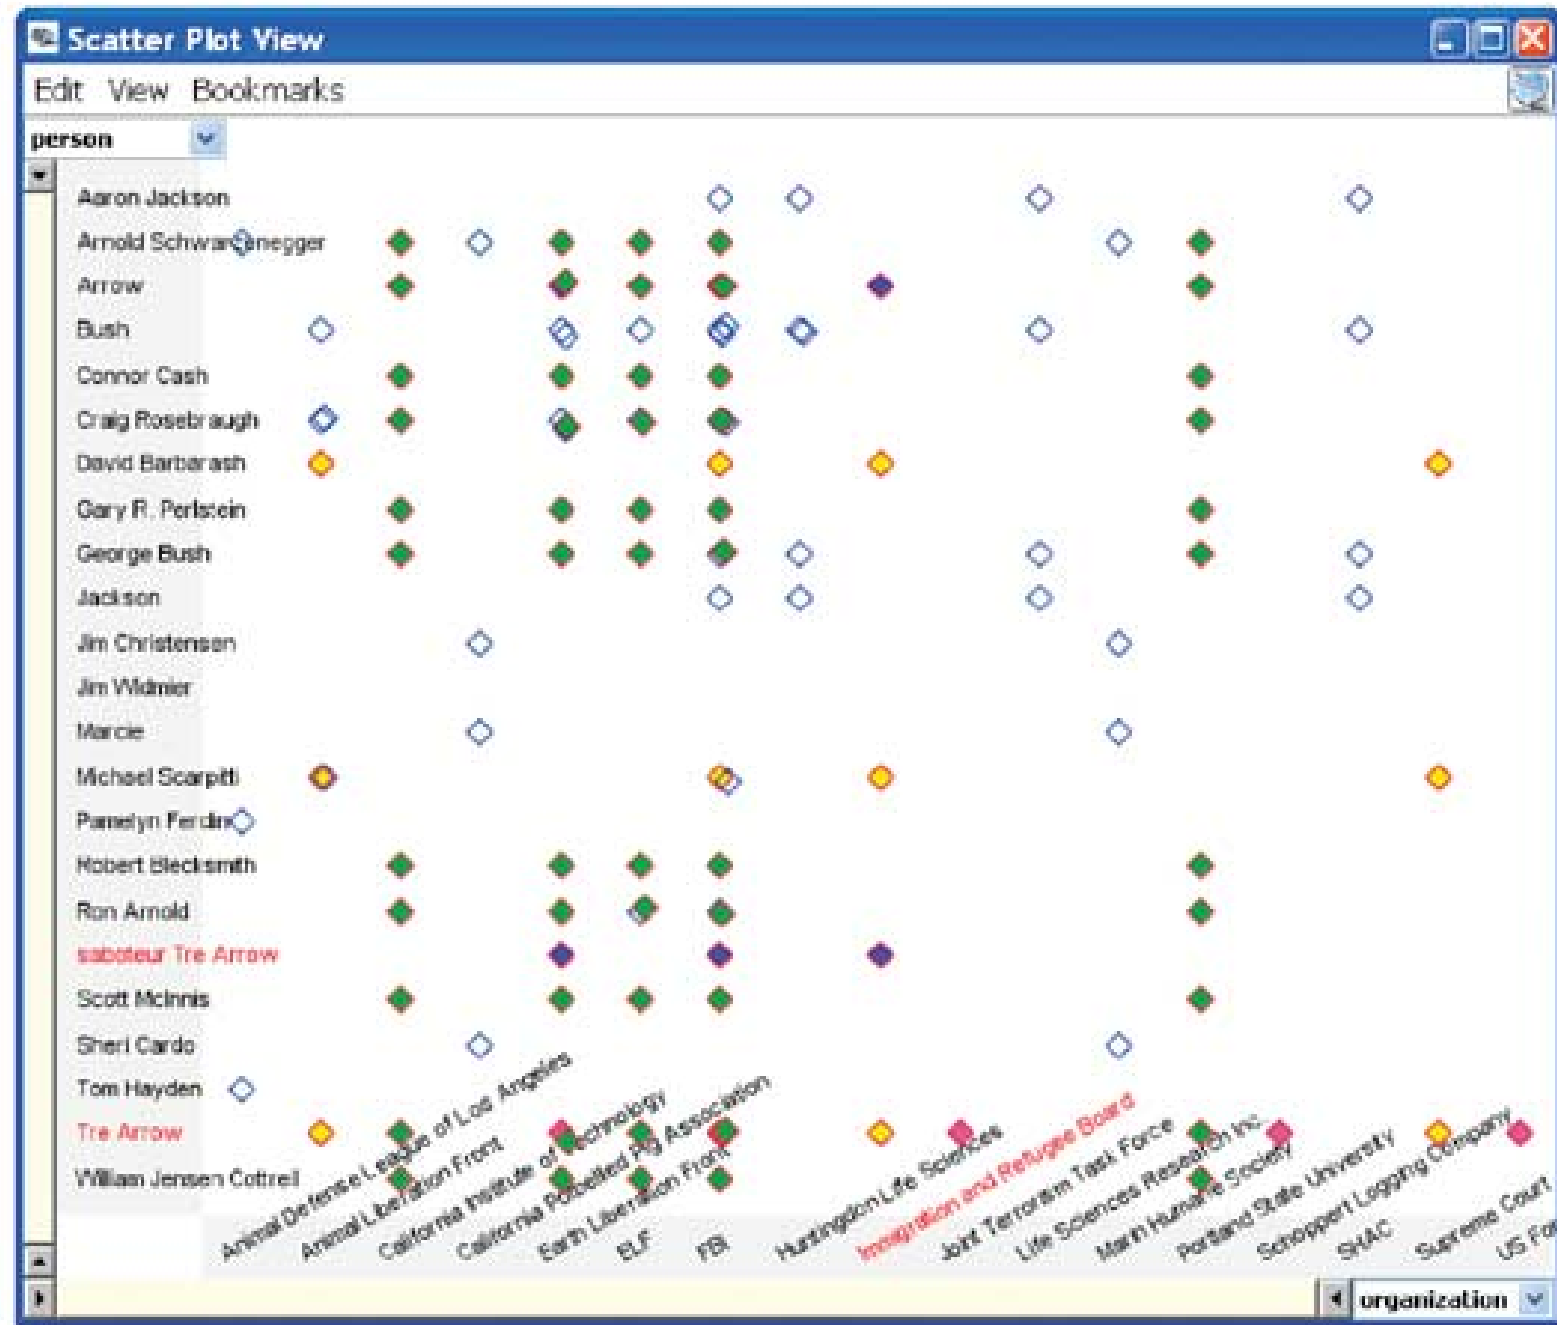 Scatter Plot View
Edit View Bookmarks
person
Aaron Jackson
Arnold Schwarzenegger
Arrow
Bush
Connor Cash
Craig Rosebraugh
David Barbarash
Gary R. Perlstein
George Bush
Jackson
Jim Christensen
Jim Widmier
Marcie
Michael Scarpitti
Pamelyn Ferdin
Robert Blecksmith
Ron Arnold
saboteur Tre Arrow
Scott McInnis
Sheri Cardo
Tom Hayden
Tre Arrow
William Jensen Cottrell
Animal Defense League of Los Angeles
Animal Liberation Front
California Institute of Technology
California Potbellied Pig Association
Earth Liberation Front
ELF
FBI
Huntingdon Life Sciences
Immigration and Refugee Board
Joint Terrorism Task Force
Life Sciences Research Inc.
Marin Humane Society
Portland State University
Schoppert Logging Company
SHAC
Supreme Court
US Fo
organization